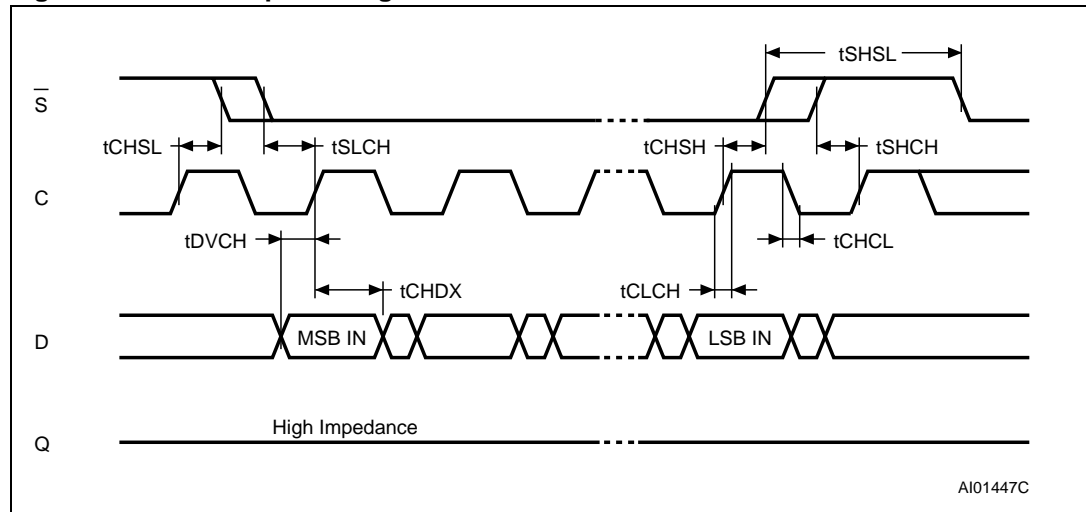 tSHSL
S
tCHSL
tSLCH
tCHSH
tSHCH
C
tDVCH
tCHCL
tCHDX
tCLCH
D
MSB IN
LSB IN
High Impedance
Q
AI01447C